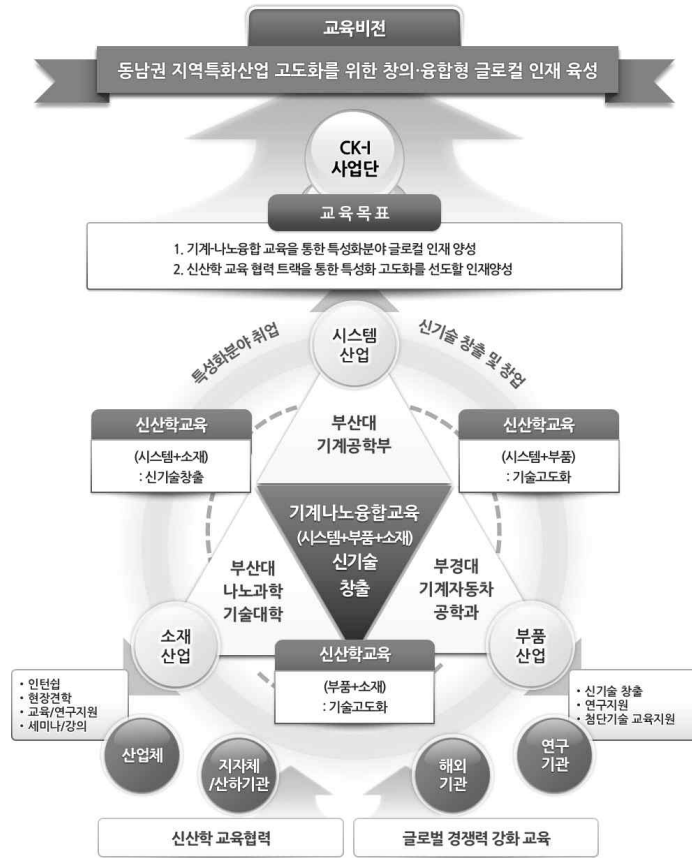 교육비전
동남권 지역특화산업 고도화를 위한 창의·융합형 글로컬 인재 육성
CK-I
사업단
교육목표
1. 기계-나노융합 교육을 통한 특성화분야 글로컬 인재 양성
2. 신산학 교육 협력 트랙을 통한 특성화 고도화를 선도할 인재양성
시스템
산업
특성화분야 취업
신기술 창출 및 창업
부산대
기계공학부
신산학교육
(시스템+소재)
: 신기술창출
신산학교육
(시스템+부품)
: 기술고도화
기계나노융합교육
(시스템+부품+소재)
신기술
창출
부산대
나노과학
기술대학
부경대
기계자동차
공학과
소재
산업
부품
산업
신산학교육
(부품+소재)
: 기술고도화
• 인턴쉽
• 현장견학
• 교육/연구지원
• 세미나/강의
• 신기술 창출
• 연구지원
• 첨단기술 교육지원
산업체
지자체
/산하기관
해외
기관
연구
기관
신산학 교육협력
글로벌 경쟁력 강화 교육